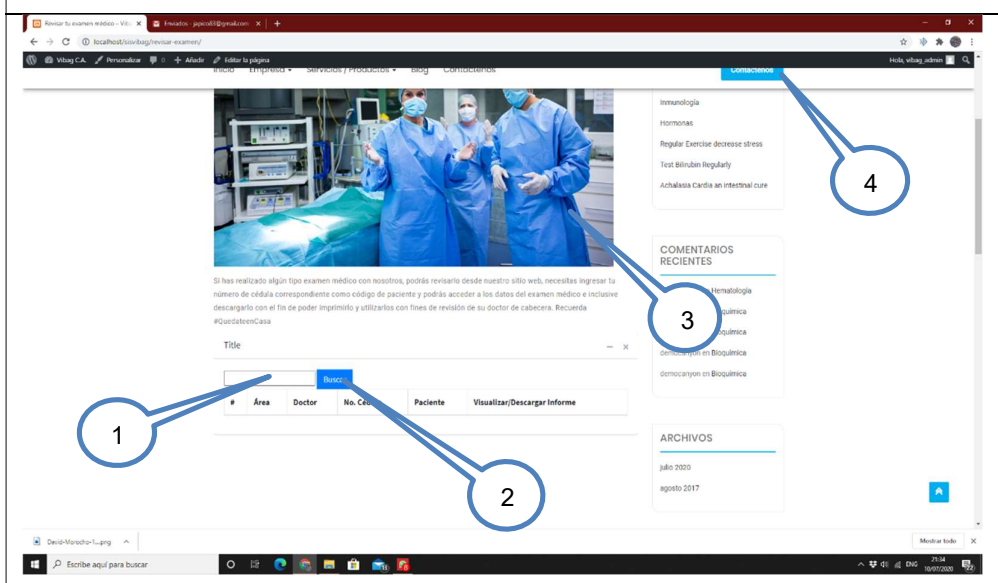 Revisar tu examen médico – Vib
Enviados - japico83@gmail.com
localhost/sisvibag/revisar-examen/
Vibag C.A. Personalizar 0 Añadir Editar la página
Hola, vibag_admin
Inicio Empresa Servicios / Productos Blog Contáctenos
Contáctenos
Inmunología
Hormonas
Regular Exercise decrease stress
Test Bilirubin Regularly
Achalasia Cardia an intestinal cure
4
COMENTARIOS
RECIENTES
Hematología
democanyon en Bioquímica
democanyon en Bioquímica
3
ARCHIVOS
julio 2020
agosto 2017
Si has realizado algún tipo examen médico con nosotros, podrás revisarlo desde nuestro sitio web, necesitas ingresar tu
número de cédula correspondiente como código de paciente y podrás acceder a los datos del examen médico e inclusive
descargarlo con el fin de poder imprimirlo y utilizarlos con fines de revisión de su doctor de cabecera. Recuerda
#QuedateenCasa
Title
Buscar
# Área Doctor No. Paciente Visualizar/Descargar Informe
1
2
David-Morocho-1....png
Mostrar todo
Escribe aquí para buscar
ENG
21:34
10/07/2020